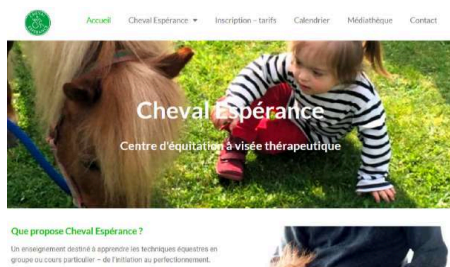 Accueil Cheval Espérance Inscription – tarifs Calendrier Médiathèque Contact
Cheval Espérance
Centre d'équitation à visée thérapeutique
Que propose Cheval Espérance ?
Un enseignement destiné à apprendre les techniques équestres en
groupe ou cours particulier – de l'initiation au perfectionnement.